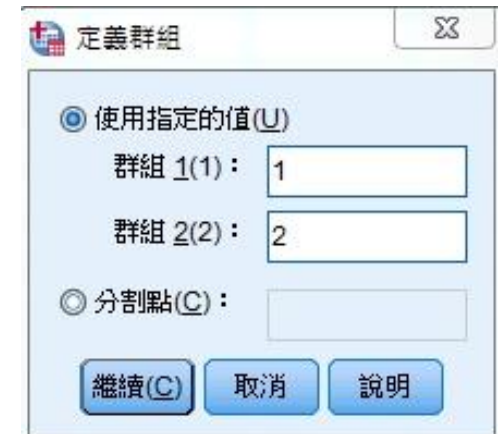 定義群組
使用指定的值(U)
群組 1(1)： 1
群組 2(2)： 2
分割點(C)：
繼續(C) 取消 說明